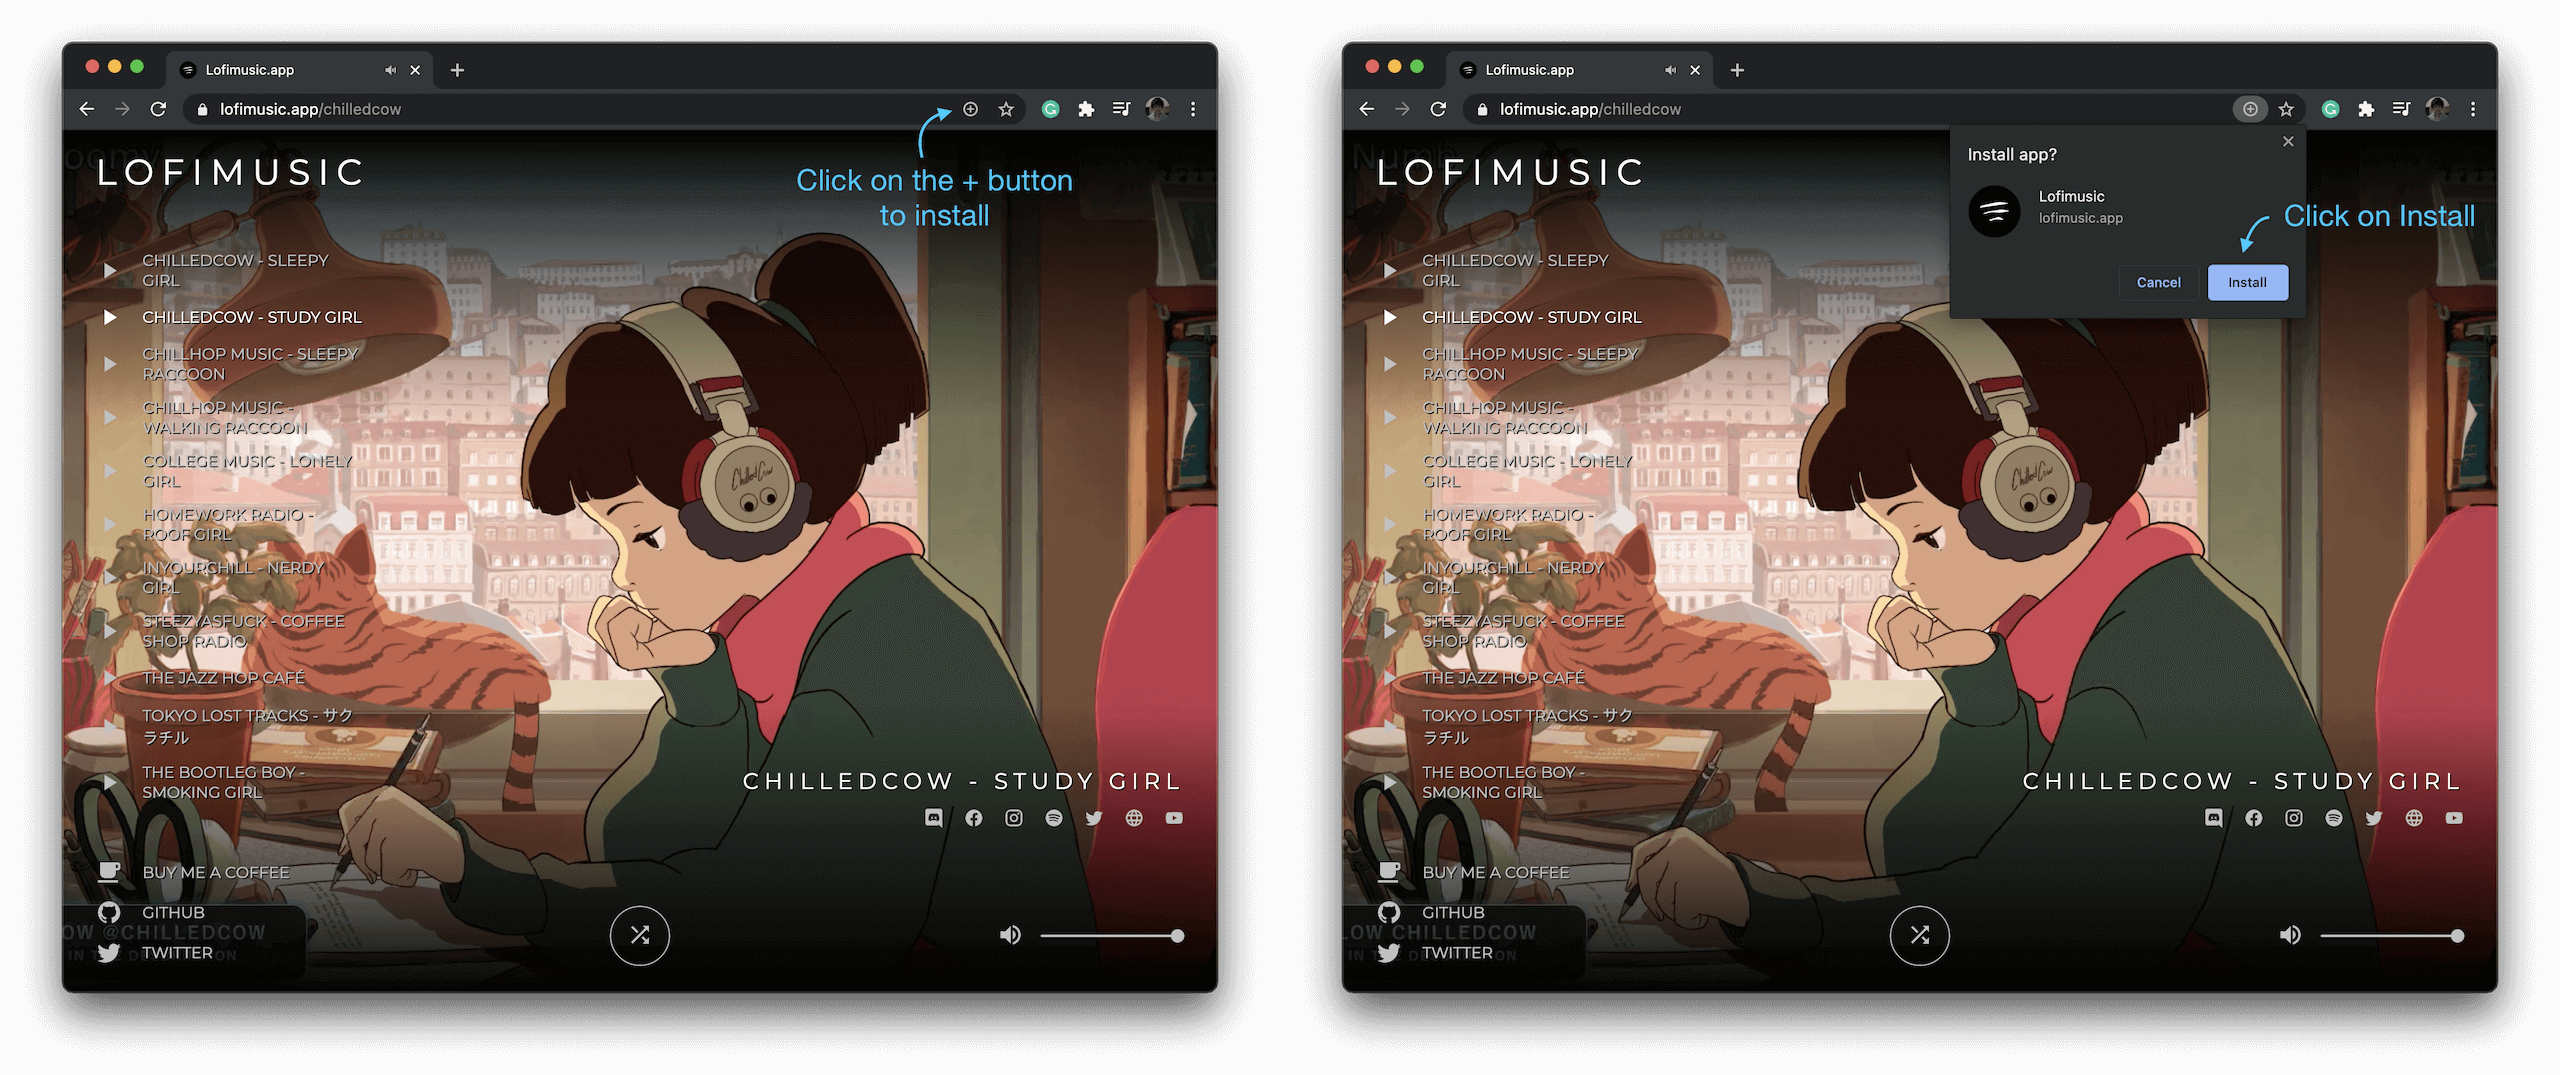 Lofimusic.app
lofimusic.app/chilledcow
LOFIMUSIC
Click on the + button
to install
CHILLEDCOW - SLEEPY
GIRL
CHILLEDCOW - STUDY GIRL
CHILLHOP MUSIC - SLEEPY
RACCOON
CHILLHOP MUSIC -
WALKING RACCOON
COLLEGE MUSIC - LONELY
GIRL
HOMEWORK RADIO -
ROOF GIRL
INYOURCHILL - NERDY
GIRL
STEEZYASFUCK - COFFEE
SHOP RADIO
THE JAZZ HOP CAFÉ
TOKYO LOST TRACKS - サク
ラチル
THE BOOTLEG BOY -
SMOKING GIRL
ChilledCow
CHILLEDCOW - STUDY GIRL
BUY ME A COFFEE
GITHUB
OW @CHILLEDCOW
TWITTER
Lofimusic.app
lofimusic.app/chilledcow
LOFIMUSIC
Install app?
Lofimusic
lofimusic.app
Click on Install
Cancel
Install
CHILLEDCOW - SLEEPY
GIRL
CHILLEDCOW - STUDY GIRL
CHILLHOP MUSIC - SLEEPY
RACCOON
CHILLHOP MUSIC -
WALKING RACCOON
COLLEGE MUSIC - LONELY
GIRL
HOMEWORK RADIO -
ROOF GIRL
INYOURCHILL - NERDY
GIRL
STEEZYASFUCK - COFFEE
SHOP RADIO
THE JAZZ HOP CAFÉ
TOKYO LOST TRACKS - サク
ラチル
THE BOOTLEG BOY -
SMOKING GIRL
ChilledCow
CHILLEDCOW - STUDY GIRL
BUY ME A COFFEE
GITHUB
LOW CHILLEDCOW
TWITTER